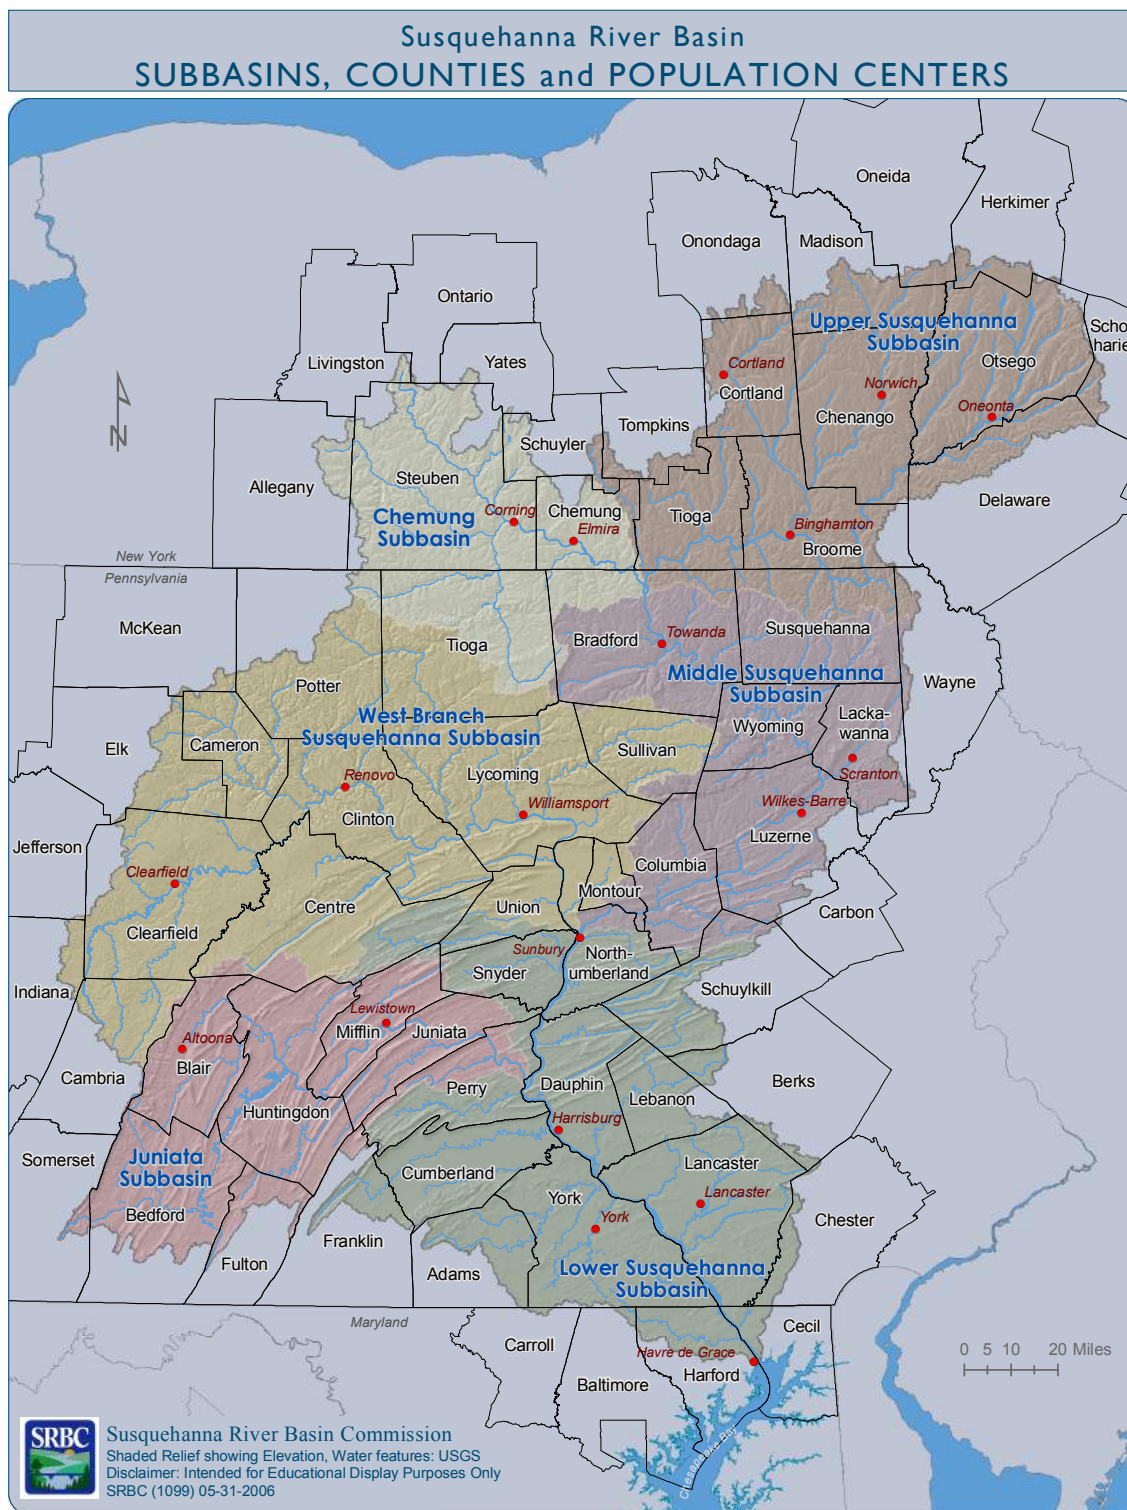 Susquehanna River Basin
SUBBASINS, COUNTIES and POPULATION CENTERS
Oneida
Herkimer
Onondaga
Madison
Ontario
Upper Susquehanna
Subbasin
Scho
harie
Livingston
Yates
Cortland
Otsego
Cortland
Norwich
Chenango
Oneonta
Tompkins
Schuyler
Steuben
Allegany
Delaware
Corning
Chemung
Chemung
Subbasin
Elmira
Tioga
Binghamton
Broome
New York
Pennsylvania
McKean
Tioga
Bradford
Towanda
Susquehanna
Middle Susquehanna
Subbasin
Wayne
Potter
West Branch
Susquehanna Subbasin
Wyoming
Lacka-
wanna
Elk
Cameron
Sullivan
Renovo
Lycoming
Scranton
Williamsport
Wilkes-Barre
Clinton
Luzerne
Jefferson
Clearfield
Columbia
Montour
Centre
Union
Carbon
Clearfield
Sunbury
North-
umberland
Snyder
Indiana
Schuylkill
Lewistown
Mifflin
Juniata
Altoona
Blair
Cambria
Perry
Dauphin
Berks
Lebanon
Huntingdon
Harrisburg
Somerset
Juniata
Subbasin
Cumberland
Lancaster
Lancaster
York
York
Bedford
Chester
Franklin
Fulton
Adams
Lower Susquehanna
Subbasin
Maryland
Cecil
Carroll
Havre de Grace
Harford
Baltimore
0 5 10 20 Miles
N
Chesapeake Bay
SRBC
Susquehanna River Basin Commission
Shaded Relief showing Elevation, Water features: USGS
Disclaimer: Intended for Educational Display Purposes Only
SRBC (1099) 05-31-2006